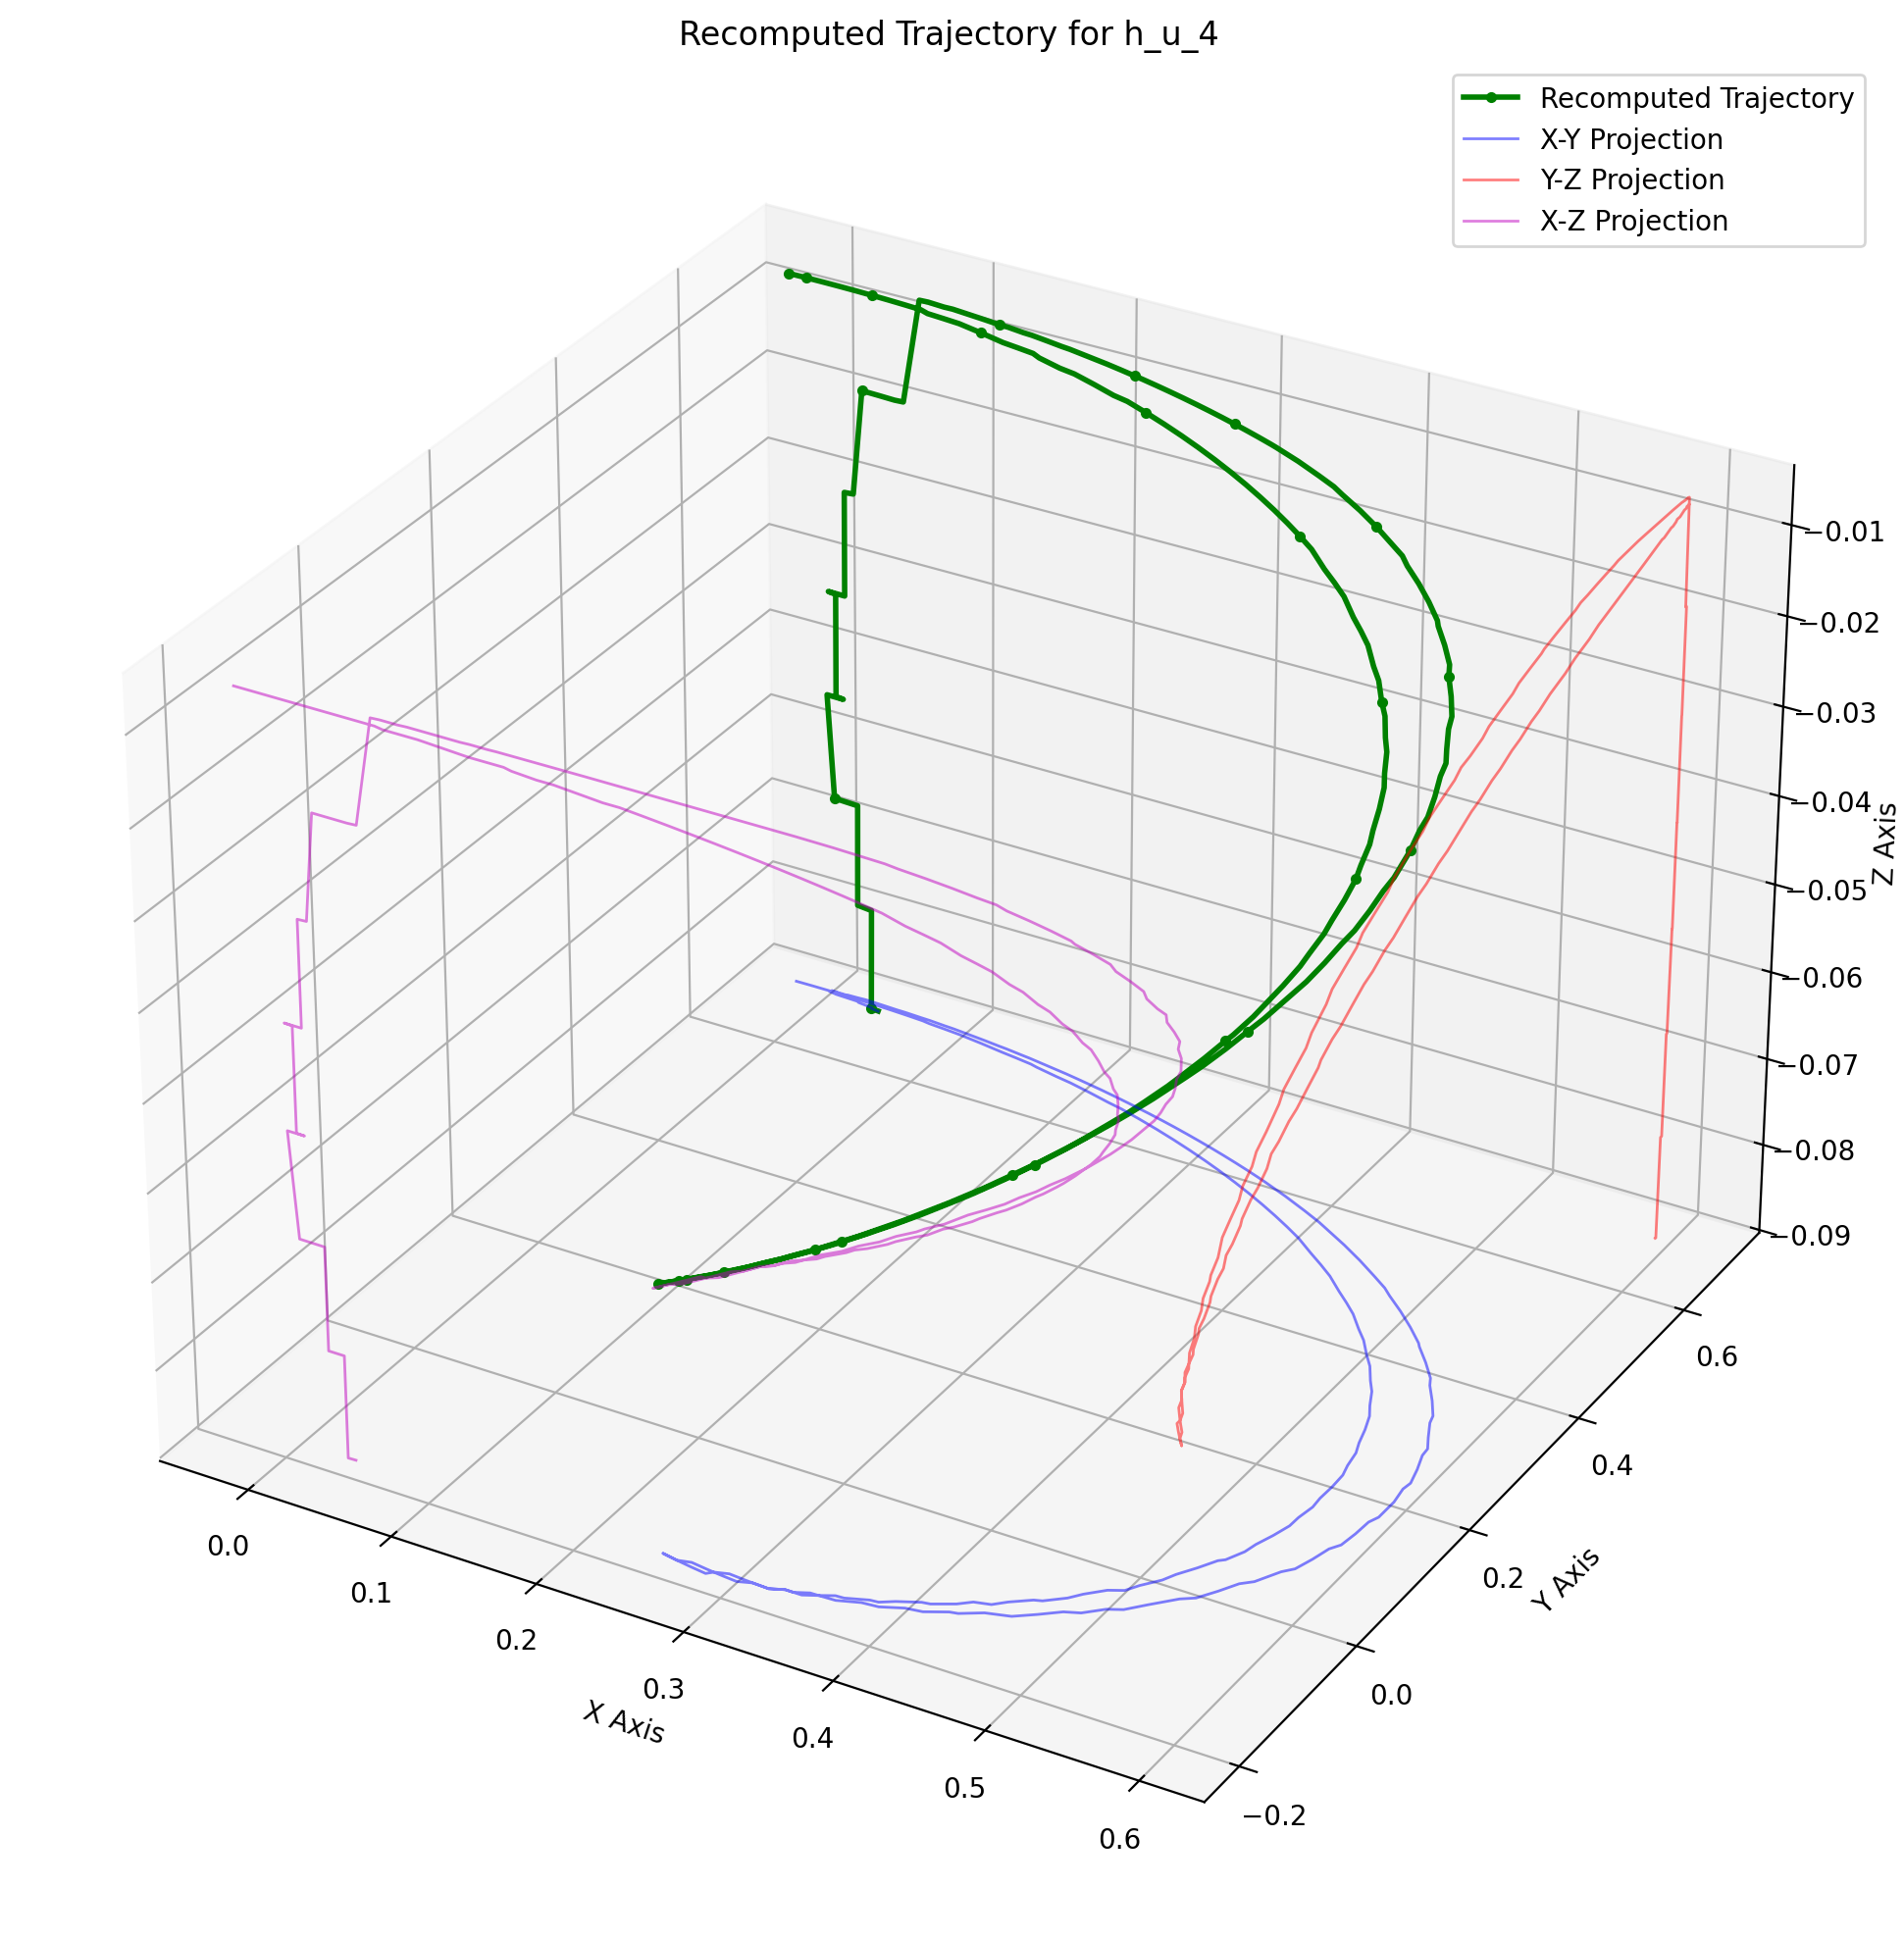 Recomputed Trajectory for h_u_4
Recomputed Trajectory
X-Y Projection
Y-Z Projection
X-Z Projection
−0.01
−0.02
−0.03
−0.04
−0.05
−0.06
−0.07
−0.08
−0.09
Z Axis
0.6
0.4
0.2
0.0
−0.2
Y Axis
0.0
0.1
0.2
0.3
0.4
0.5
0.6
X Axis